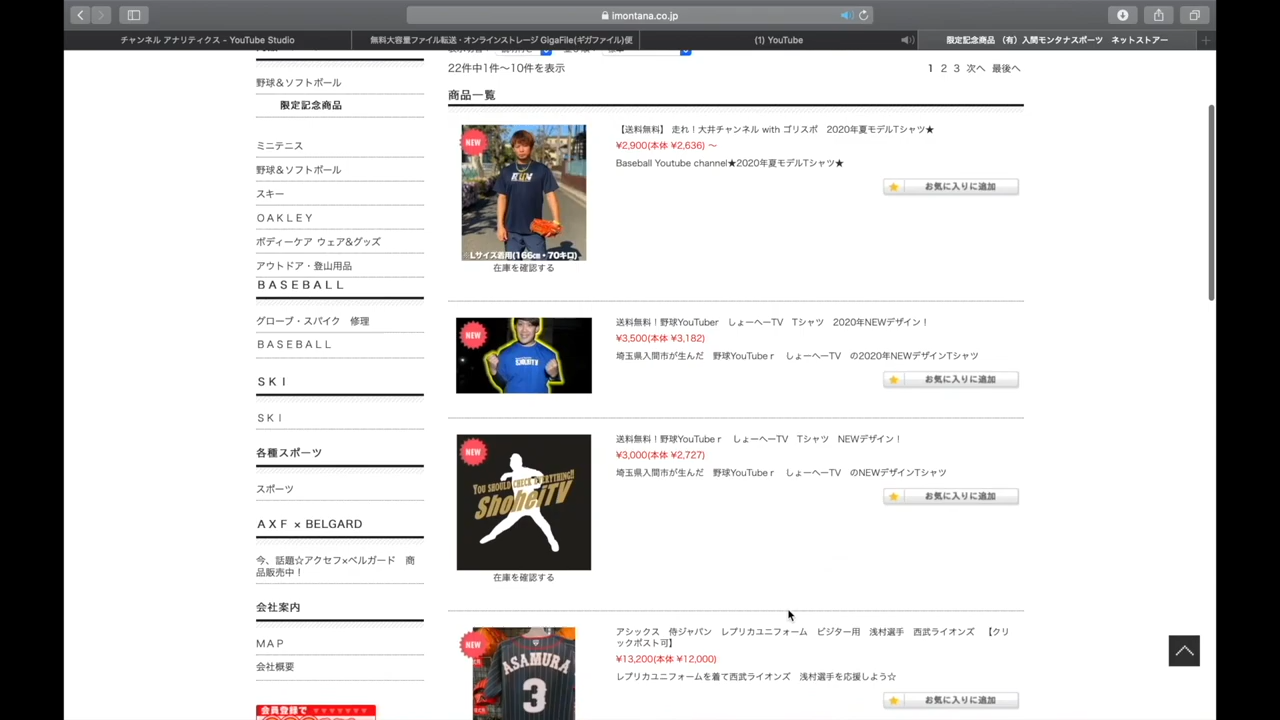 imontana.co.jp
チャンネル アナリティクス - YouTube Studio
無料大容量ファイル転送・オンラインストレージ GigaFile(ギガファイル)便
(1) YouTube
限定記念商品 （有）入間モンタナスポーツ　ネットストアー
22件中1件～10件を表示
1 2 3 次へ 最後へ
野球＆ソフトボール
限定記念商品
ミニテニス
野球＆ソフトボール
スキー
ＯＡＫＬＥＹ
ボディーケア ウェア&グッズ
アウトドア・登山用品
ＢＡＳＥＢＡＬＬ
グローブ・スパイク　修理
ＢＡＳＥＢＡＬＬ
ＳＫＩ
ＳＫＩ
各種スポーツ
スポーツ
ＡＸＦ × BELGARD
今、話題☆アクセフ×ベルガード　商
品販売中！
会社案内
ＭＡＰ
会社概要
会員登録で
商品一覧
NEW
Lサイズ着用(166㎝・70キロ)
在庫を確認する
【送料無料】 走れ！大井チャンネル with ゴリスポ　2020年夏モデルTシャツ★
¥2,900(本体 ¥2,636) ～
Baseball Youtube channel★2020年夏モデルTシャツ★
お気に入りに追加
NEW
送料無料！野球YouTuber　しょーへーTV　Tシャツ　2020年NEWデザイン！
¥3,500(本体 ¥3,182)
埼玉県入間市が生んだ　野球YouTubeｒ　しょーへーTV　の2020年NEWデザインTシャツ
お気に入りに追加
NEW
YOU SHOULD CHECK EVERYTHING!!
ShoheiTV
在庫を確認する
送料無料！野球YouTubeｒ　しょーへーTV　Tシャツ　NEWデザイン！
¥3,000(本体 ¥2,727)
埼玉県入間市が生んだ　野球YouTubeｒ　しょーへーTV　のNEWデザインTシャツ
お気に入りに追加
NEW
ASAMURA
3
アシックス　侍ジャパン　レプリカユニフォーム　ビジター用　浅村選手　西武ライオンズ　【クリ
ックポスト可】
¥13,200(本体 ¥12,000)
レプリカユニフォームを着て西武ライオンズ　浅村選手を応援しよう☆
お気に入りに追加